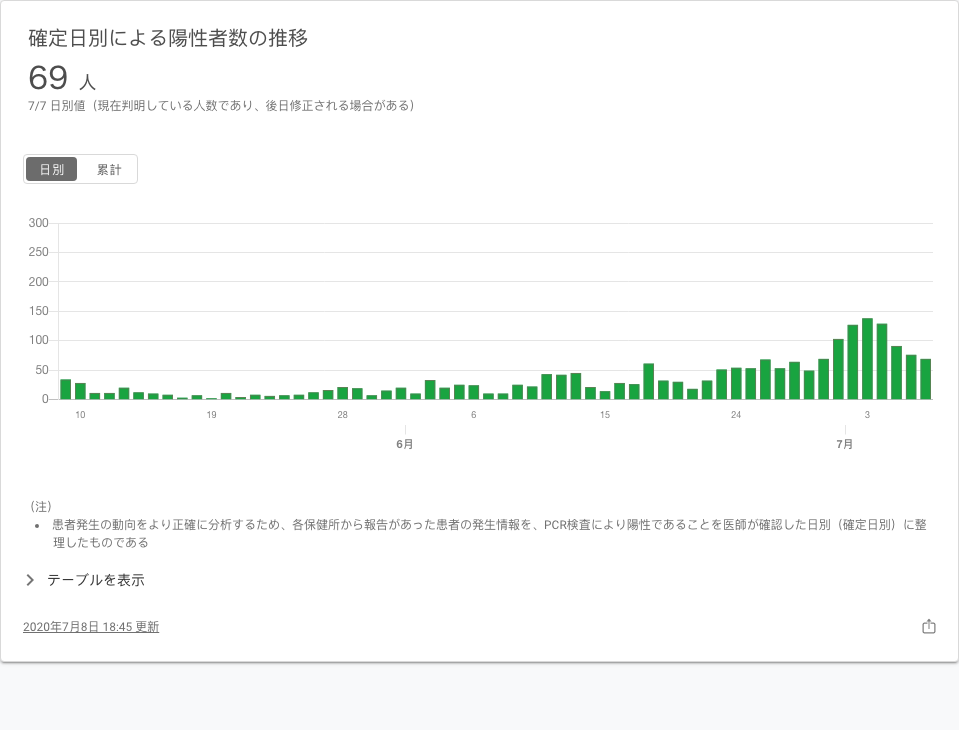 確定日別による陽性者数の推移
69 人
7/7 日別値（現在判明している人数であり、後日修正される場合がある）
日別 累計
300
250
200
150
100
50
0
10 19 28 6 15 24 3
6月 7月
（注）
• 患者発生の動向をより正確に分析するため、各保健所から報告があった患者の発生情報を、PCR検査により陽性であることを医師が確認した日別（確定日別）に整
理したものである
テーブルを表示
2020年7月8日 18:45 更新